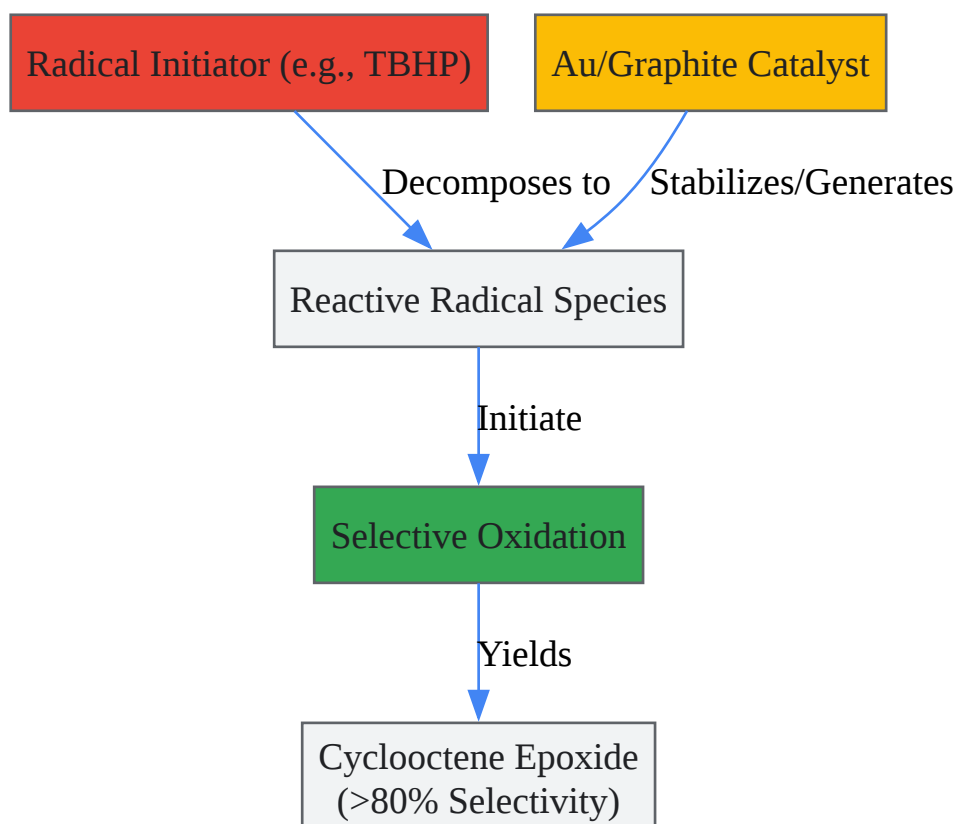 Radical Initiator (e.g., TBHP)
Au/Graphite Catalyst
Decomposes to
Stabilizes/Generates
Reactive Radical Species
Initiate
Selective Oxidation
Yields
Cyclooctene Epoxide
(>80% Selectivity)